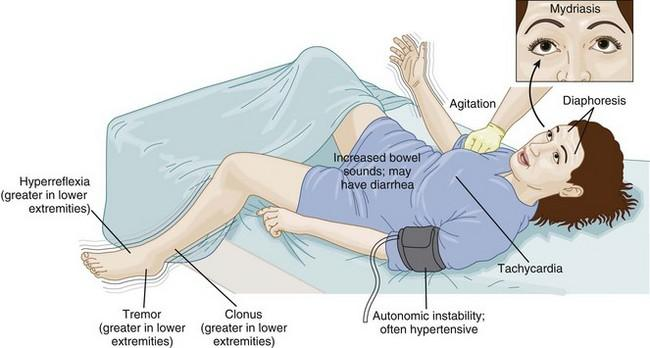 Mydriasis
Agitation
Diaphoresis
Increased bowel
sounds; may
have diarrhea
Hyperreflexia
(greater in lower
extremities)
Tachycardia
Tremor
(greater in lower
extremities)
Clonus
(greater in lower
extremities)
Autonomic instability;
often hypertensive